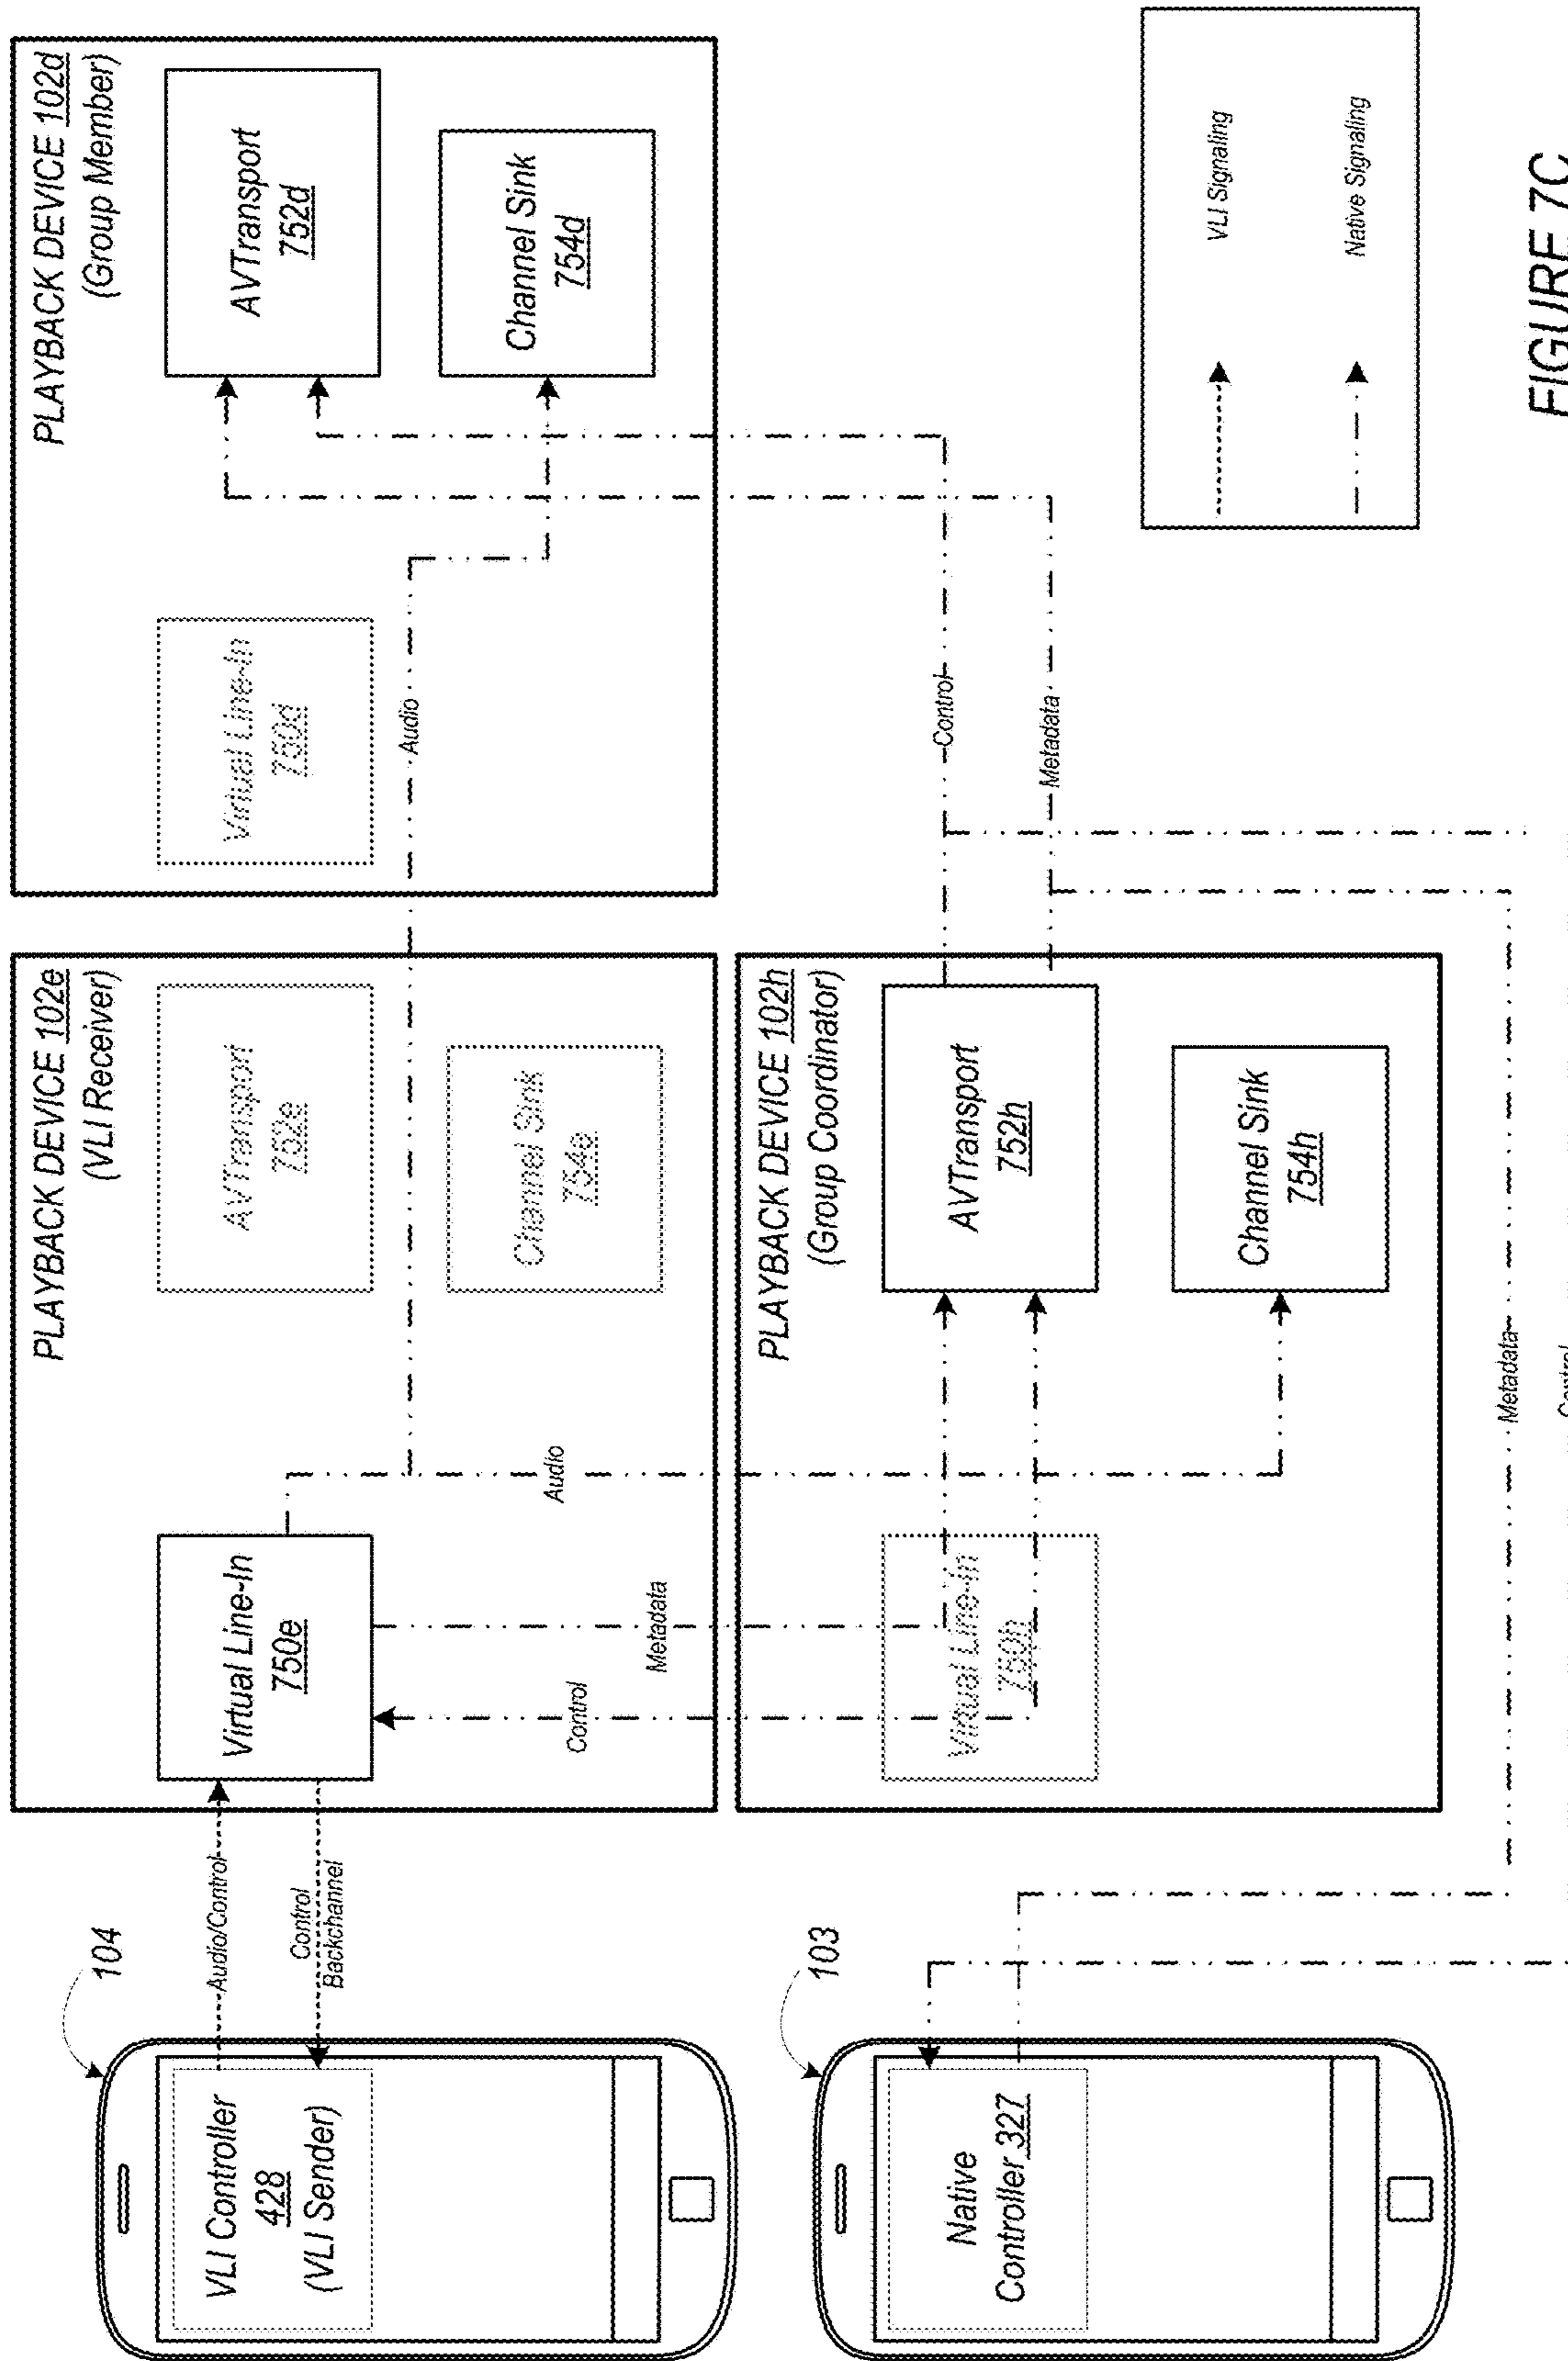 104
VLI Controller
428
(VLI Sender)
Audio/Control
Control
Backchannel
PLAYBACK DEVICE 102e
(VLI Receiver)
Virtual Line-In
750e
AVTransport
752e
Channel Sink
754e
Audio
Metadata
Control
PLAYBACK DEVICE 102d
(Group Member)
Virtual Line-In
750d
AVTransport
752d
Channel Sink
754d
Audio
103
Native
Controller 327
PLAYBACK DEVICE 102h
(Group Coordinator)
Virtual Line-In
750h
AVTransport
752h
Channel Sink
754h
Control
Metadata
Metadata
Control
VLI Signaling
Native Signaling
FIGURE 7C